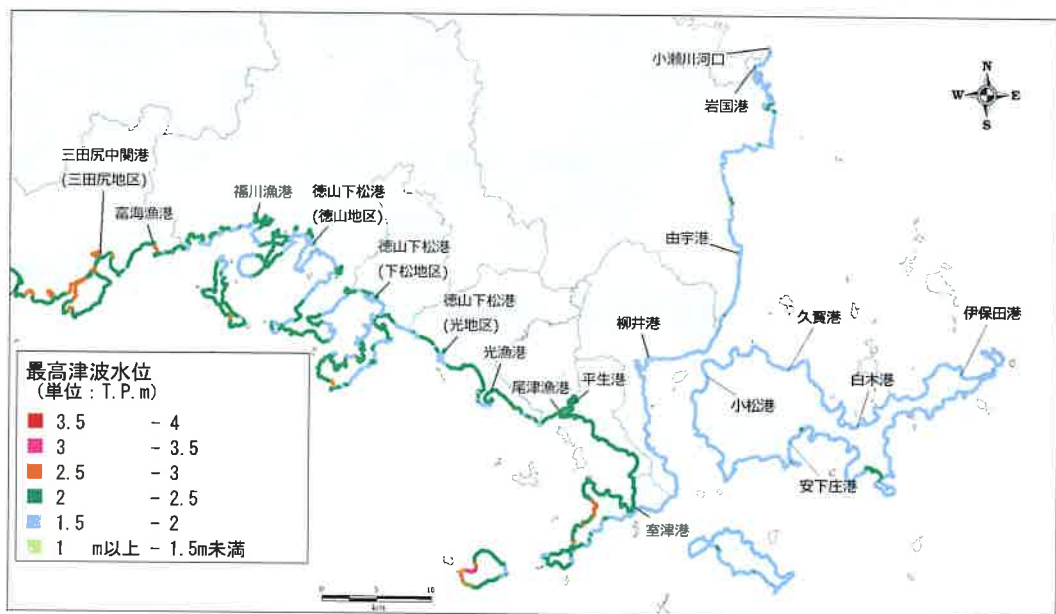 小瀬川河口
岩国港
N
W E
S
三田尻中関港
(三田尻地区)
富海漁港
福川漁港
徳山下松港
(徳山地区)
徳山下松港
(下松地区)
由宇港
徳山下松港
(光地区)
光漁港
柳井港
久賀港
伊保田港
尾津漁港
平生港
小松港
白木港
安下庄港
室津港
最高津波水位
(単位：T.P.m)
3.5 - 4
3 - 3.5
2.5 - 3
2 - 2.5
1.5 - 2
1 m以上 - 1.5m未満
0 5 10